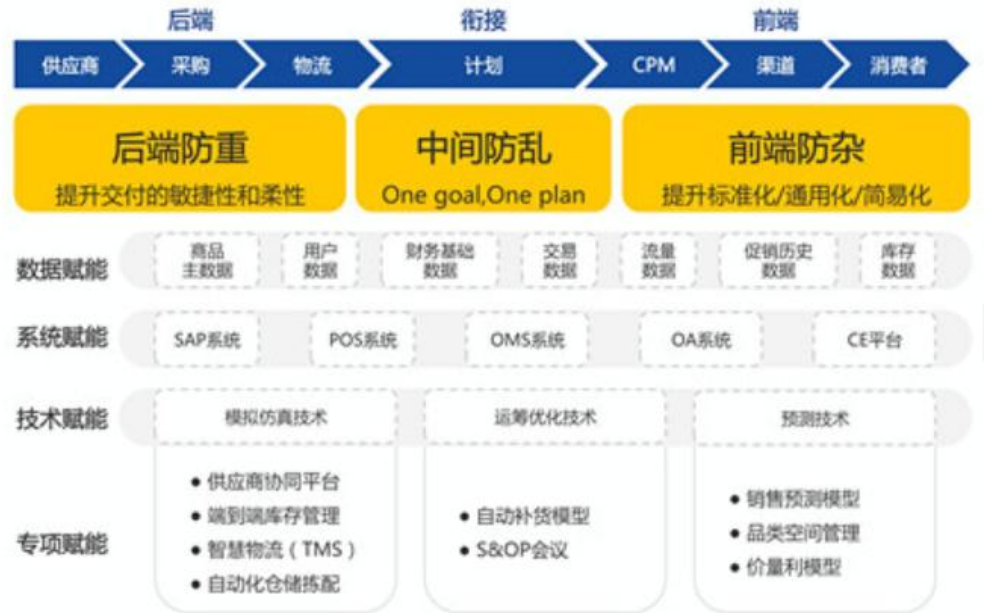 后端
衔接
前端
供应商
采购
物流
计划
CPM
渠道
消费者
后端防重
提升交付的敏捷性和柔性
中间防乱
One goal,One plan
前端防杂
提升标准化/通用化/简易化
数据赋能
商品
主数据
用户
数据
财务基础
数据
交易
数据
流量
数据
促销历史
数据
库存
数据
系统赋能
SAP系统
POS系统
OMS系统
OA系统
CE平台
技术赋能
模拟仿真技术
运筹优化技术
预测技术
专项赋能
● 供应商协同平台
● 端到端库存管理
● 智慧物流（TMS）
● 自动化仓储拣配
● 自动补货模型
● S&OP会议
● 销售预测模型
● 品类空间管理
● 价量利模型